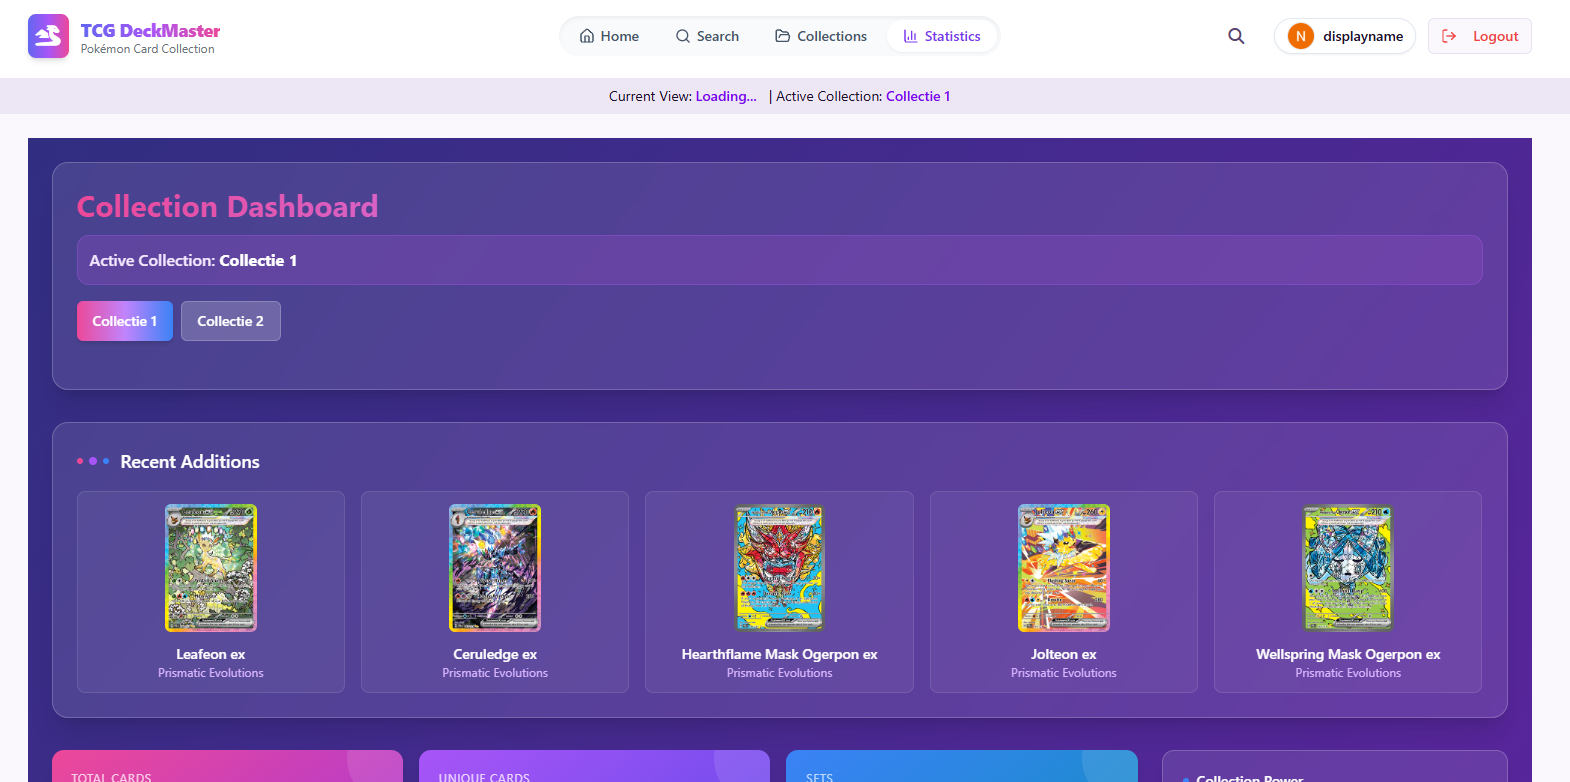 TCG DeckMaster
Pokémon Card Collection
Home
Search
Collections
Statistics
N
displayname
Logout
Current View: Loading... | Active Collection: Collectie 1
Collection Dashboard
Active Collection: Collectie 1
Collectie 1
Collectie 2
Recent Additions
Leafeon ex
Prismatic Evolutions
Ceruledge ex
Prismatic Evolutions
Hearthflame Mask Ogerpon ex
Prismatic Evolutions
Jolteon ex
Prismatic Evolutions
Wellspring Mask Ogerpon ex
Prismatic Evolutions
TOTAL CARDS
UNIQUE CARDS
SETS
Collection Power